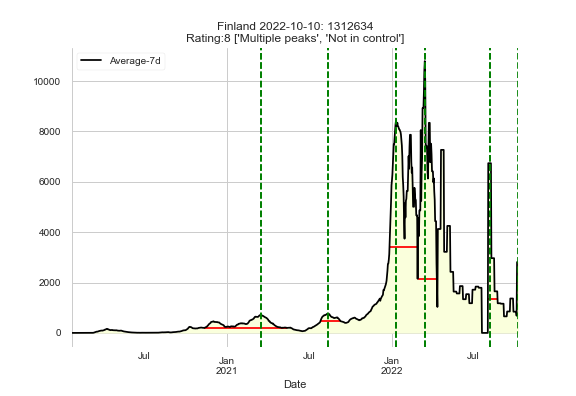 Finland 2022-10-10: 1312634
Rating:8 ['Multiple peaks', 'Not in control']
Average-7d
10000
8000
6000
4000
2000
0
Jul
Jan
2021
Jul
Jan
2022
Jul
Date